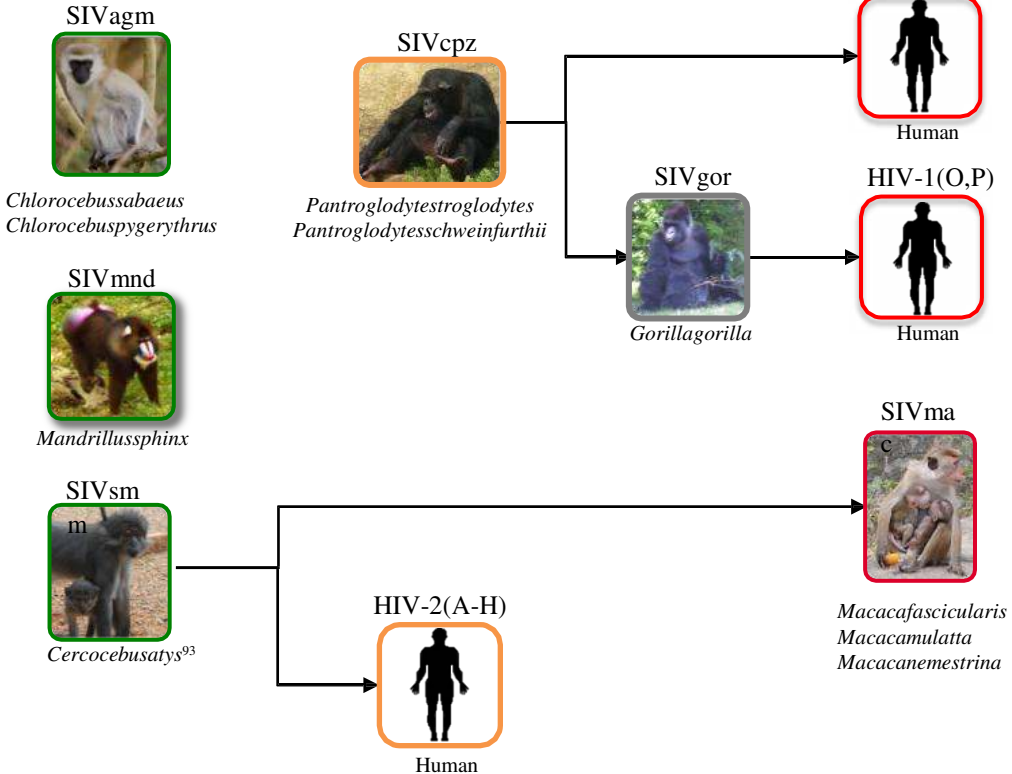 SIVagm
Chlorocebussabaeus
Chlorocebuspygerythrus
SIVcpz
Pantroglodytestroglodytes
Pantroglodytesschweinfurthii
Human
SIVgor
Gorillagorilla
HIV-1(O,P)
Human
SIVmnd
Mandrillussphinx
SIVsm
m
Cercocebusatys⁹³
HIV-2(A-H)
Human
SIVma
c
Macacafascicularis
Macacamulatta
Macacanemestrina